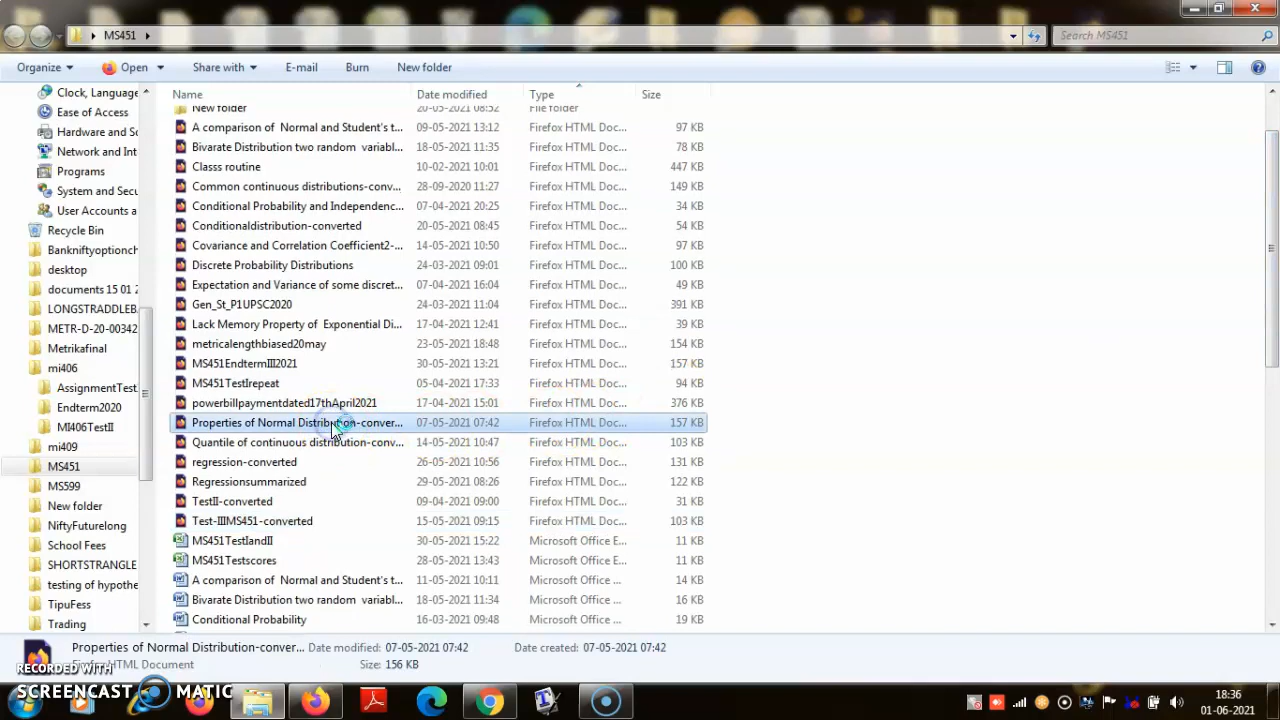 MS451
Search MS451
Organize Open Share with E-mail Burn New folder
Name Date modified Type Size
Clock, Language
Ease of Access
Hardware and Sc
Network and Int
Programs
System and Secu
User Accounts a
Recycle Bin
Bankniftyoptionch
desktop
documents 15 01
LONGSTRADDLEB
METR-D-20-00342
Metrikafinal
mi406
AssignmentTest
Endterm2020
MI406TestII
mi409
MS451
MS599
New folder
NiftyFuturelong
School Fees
SHORTSTRANGLE
testing of hypothe
TipuFess
Trading
New folder 20-05-2021 08:52 File folder
A comparison of Normal and Student's t... 09-05-2021 13:12 Firefox HTML Doc... 97 KB
Bivarate Distribution two random variabl... 18-05-2021 11:35 Firefox HTML Doc... 78 KB
Classs routine 10-02-2021 10:01 Firefox HTML Doc... 447 KB
Common continuous distributions-conv... 28-09-2020 11:27 Firefox HTML Doc... 149 KB
Conditional Probability and Independenc... 07-04-2021 20:25 Firefox HTML Doc... 34 KB
Conditionaldistribution-converted 20-05-2021 08:45 Firefox HTML Doc... 54 KB
Covariance and Correlation Coefficient2-... 14-05-2021 10:50 Firefox HTML Doc... 97 KB
Discrete Probability Distributions 24-03-2021 09:01 Firefox HTML Doc... 100 KB
Expectation and Variance of some discret... 07-04-2021 16:04 Firefox HTML Doc... 49 KB
Gen_St_P1UPSC2020 24-03-2021 11:04 Firefox HTML Doc... 391 KB
Lack Memory Property of Exponential Di... 17-04-2021 12:41 Firefox HTML Doc... 39 KB
metricalengthbiased20may 23-05-2021 18:48 Firefox HTML Doc... 154 KB
MS451EndtermIII2021 30-05-2021 13:21 Firefox HTML Doc... 157 KB
MS451TestIrepeat 05-04-2021 17:33 Firefox HTML Doc... 94 KB
powerbillpaymentdated17thApril2021 17-04-2021 15:01 Firefox HTML Doc... 376 KB
Properties of Normal Distribution-conver... 07-05-2021 07:42 Firefox HTML Doc... 157 KB
Quantile of continuous distribution-conv... 14-05-2021 10:47 Firefox HTML Doc... 103 KB
regression-converted 26-05-2021 10:56 Firefox HTML Doc... 131 KB
Regressionsummarized 29-05-2021 08:26 Firefox HTML Doc... 122 KB
TestII-converted 09-04-2021 09:00 Firefox HTML Doc... 31 KB
Test-IIIMS451-converted 15-05-2021 09:15 Firefox HTML Doc... 103 KB
MS451TestIandII 30-05-2021 15:22 Microsoft Office E... 11 KB
MS451Testscores 28-05-2021 13:43 Microsoft Office E... 11 KB
A comparison of Normal and Student's t... 11-05-2021 10:11 Microsoft Office ... 14 KB
Bivarate Distribution two random variabl... 18-05-2021 11:34 Microsoft Office ... 16 KB
Conditional Probability 16-03-2021 09:48 Microsoft Office ... 19 KB
Properties of Normal Distribution-conver... Date modified: 07-05-2021 07:42 Date created: 07-05-2021 07:42
Firefox HTML Document Size: 156 KB
RECORDED WITH
SCREENCAST MATIC
18:36
01-06-2021